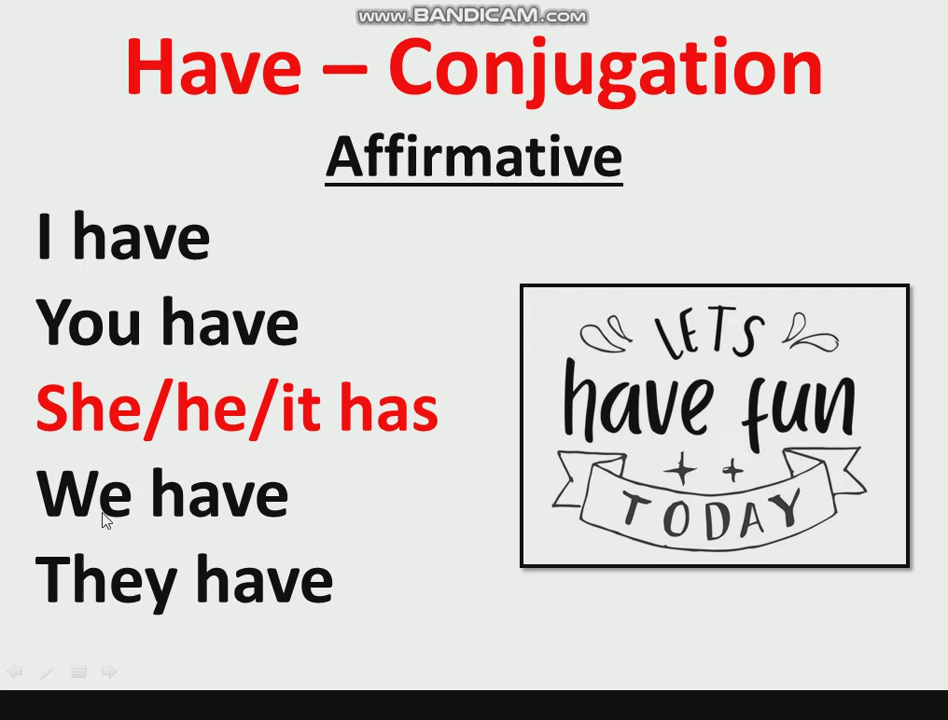 WWW.BANDICAM.COM
Have – Conjugation
Affirmative
I have
You have
She/he/it has
We have
They have
LETS
have fun
TODAY